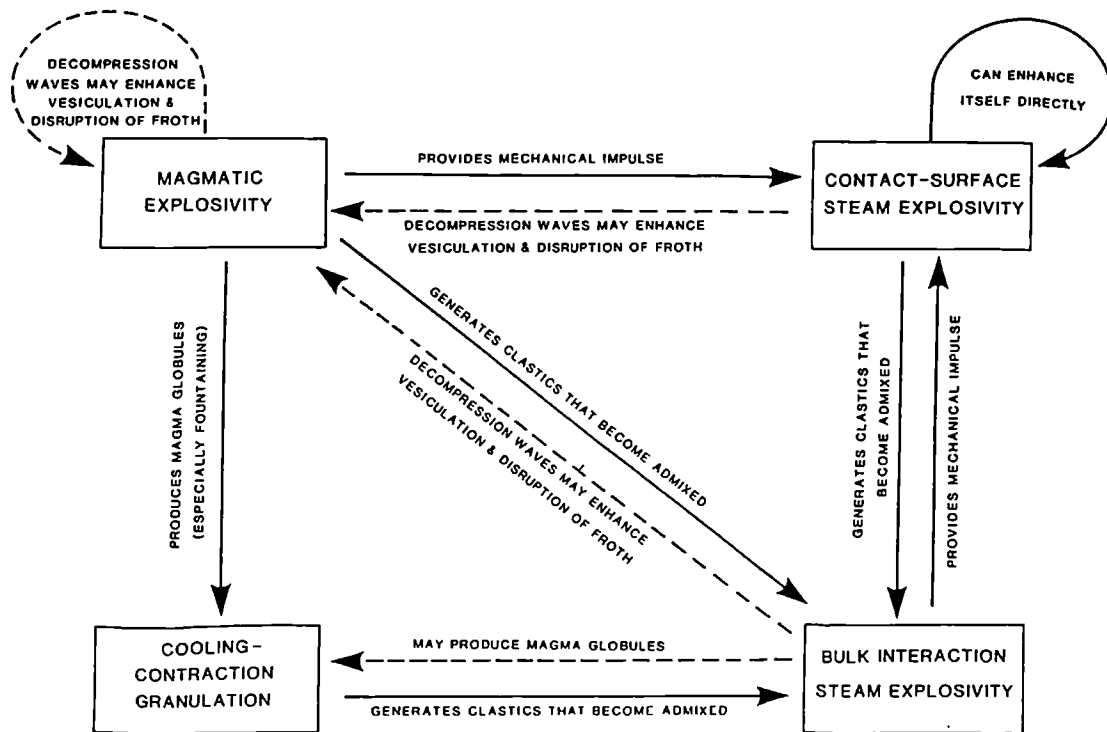 DECOMPRESSION
WAVES MAY ENHANCE
VESICULATION &
DISRUPTION OF FROTH
CAN ENHANCE
ITSELF DIRECTLY
MAGMATIC
EXPLOSIVITY
PROVIDES MECHANICAL IMPULSE
CONTACT-SURFACE
STEAM EXPLOSIVITY
DECOMPRESSION WAVES MAY ENHANCE
VESICULATION & DISRUPTION OF FROTH
PRODUCES MAGMA GLOBULES
(ESPECIALLY FOUNTAINING)
GENERATES CLASTICS THAT BECOME ADMIXED
DECOMPRESSION WAVES MAY ENHANCE
VESICULATION & DISRUPTION OF FROTH
GENERATES CLASTICS THAT
BECOME ADMIXED
PROVIDES MECHANICAL IMPULSE
COOLING-
CONTRACTION
GRANULATION
MAY PRODUCE MAGMA GLOBULES
GENERATES CLASTICS THAT BECOME ADMIXED
BULK INTERACTION
STEAM EXPLOSIVITY